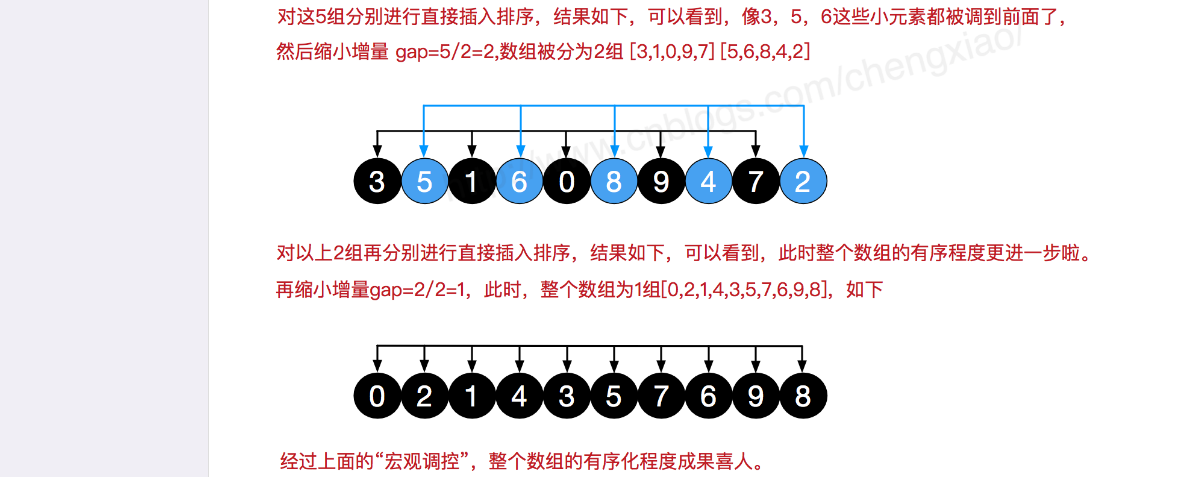 对这5组分别进行直接插入排序，结果如下，可以看到，像3，5，6这些小元素都被调到前面了，
然后缩小增量 gap=5/2=2,数组被分为2组 [3,1,0,9,7] [5,6,8,4,2]
www.cnblogs.com/chengxiao/
3 5 1 6 0 8 9 4 7 2
对以上2组再分别进行直接插入排序，结果如下，可以看到，此时整个数组的有序程度更进一步啦。
再缩小增量gap=2/2=1，此时，整个数组为1组[0,2,1,4,3,5,7,6,9,8]，如下
0 2 1 4 3 5 7 6 9 8
经过上面的“宏观调控”，整个数组的有序化程度成果喜人。